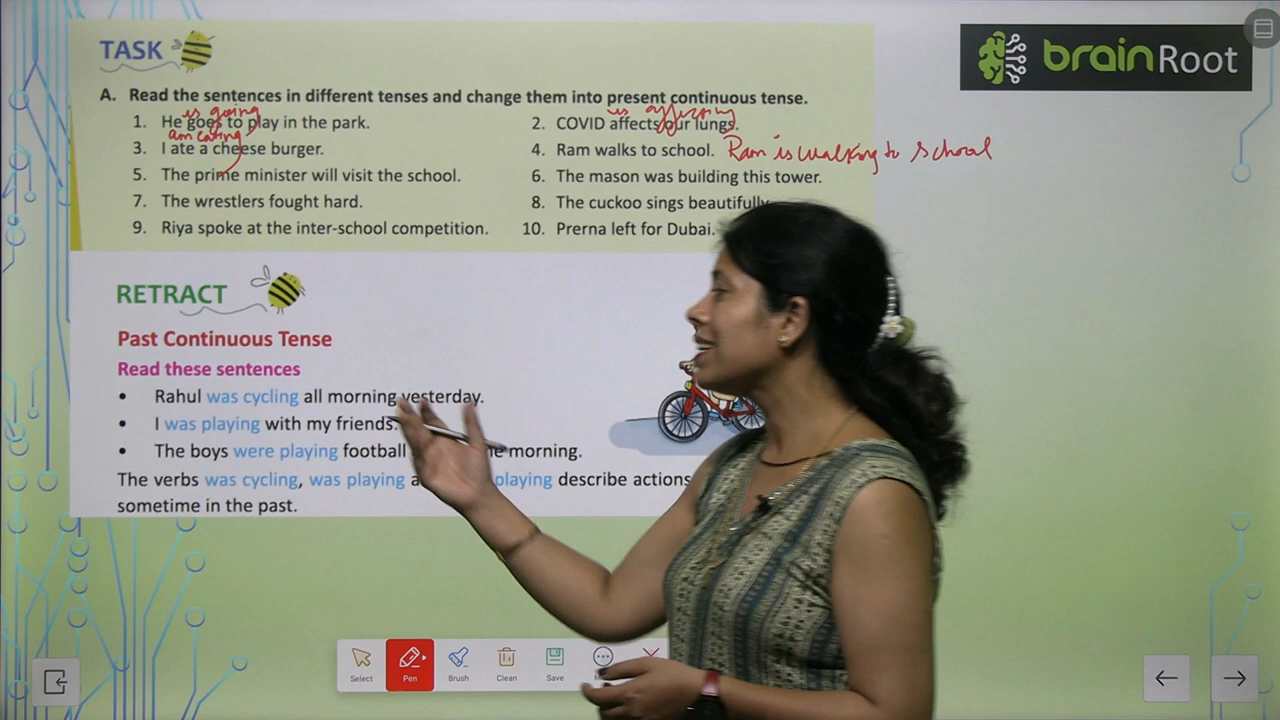 TASK
brainRoot
A. Read the sentences in different tenses and change them into present continuous tense.
is going
is affecting
1. He goes to play in the park.
2. COVID affects our lungs.
am eating
3. I ate a cheese burger.
4. Ram walks to school. Ram is walking to school
5. The prime minister will visit the school.
6. The mason was building this tower.
7. The wrestlers fought hard.
8. The cuckoo sings beautifully
9. Riya spoke at the inter-school competition.
10. Prerna left for Dubai.
RETRACT
Past Continuous Tense
Read these sentences
• Rahul was cycling all morning yesterday.
• I was playing with my friends.
• The boys were playing football morning.
The verbs was cycling, was playing playing describe actions
sometime in the past.
Select
Pen
Brush
Clean
Save